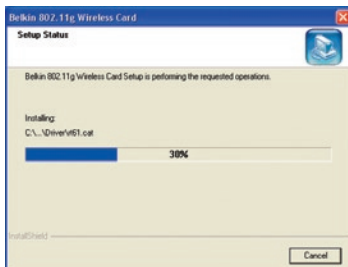 Belkin 802.11g Wireless Card
Setup Status
Belkin 802.11g Wireless Card Setup is performing the requested operations.
Installing:
C:\...\Driver\rt61.cat
30%
InstallShield
Cancel